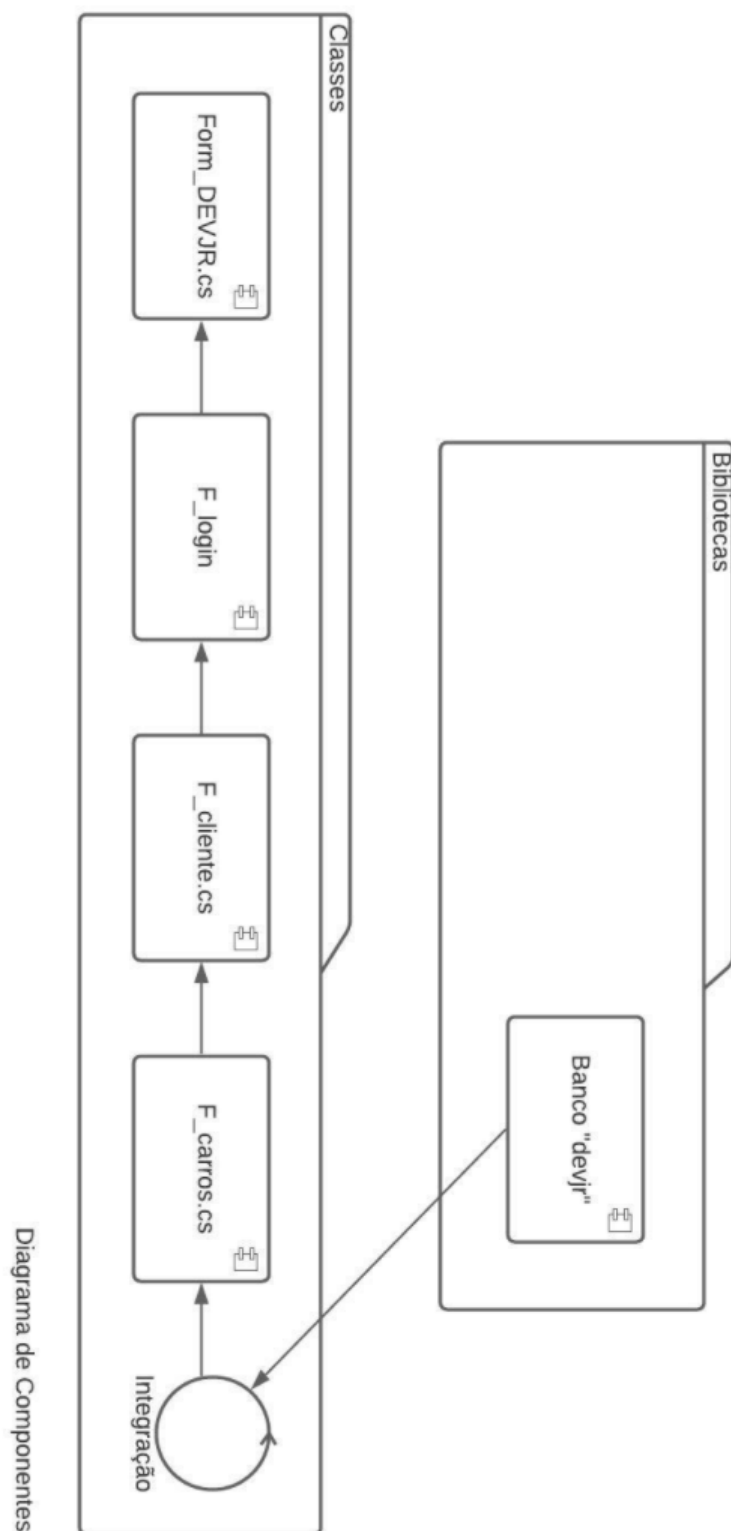 Bibliotecas
Banco "devjr"
Classes
Form_DEVJR.cs
F_login
F_cliente.cs
F_carros.cs
Integração
Diagrama de Componentes